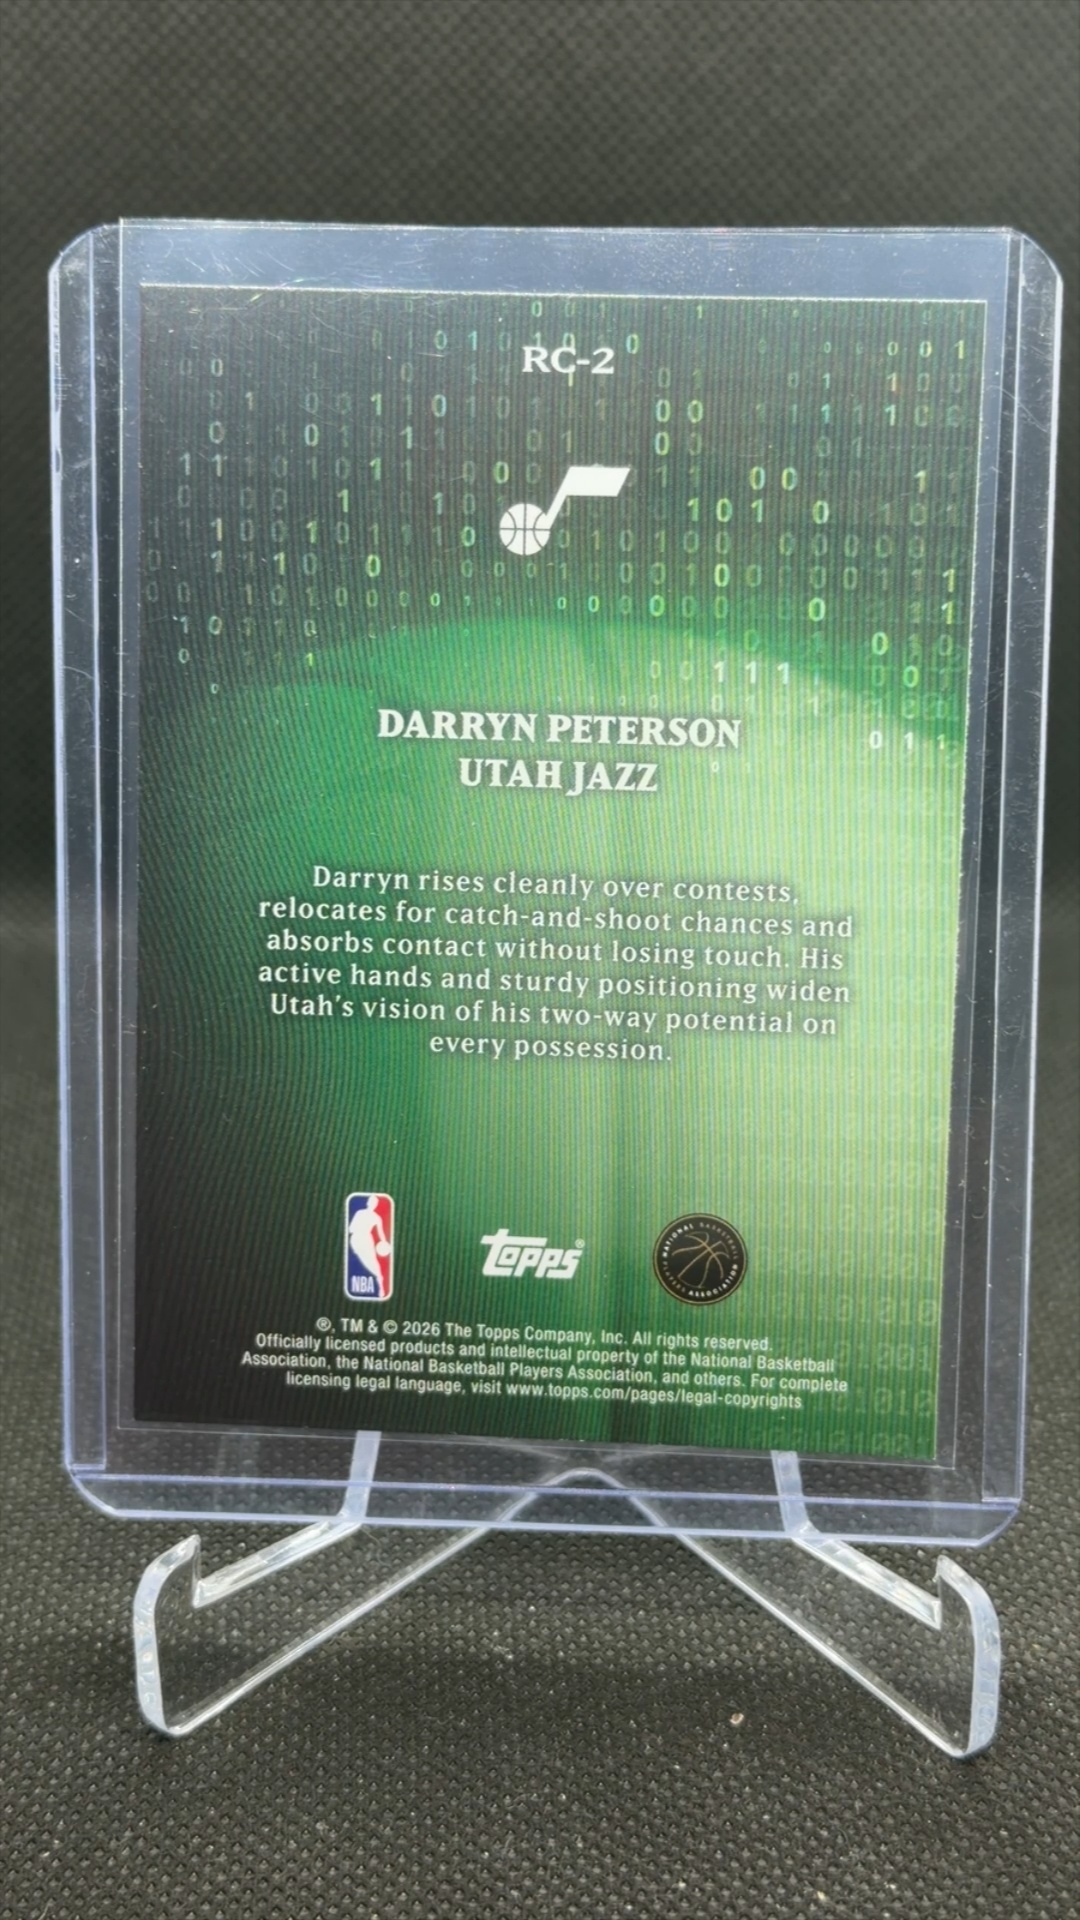 RC-2
DARRYN PETERSON
UTAH JAZZ
Darryn rises cleanly over contests,
relocates for catch-and-shoot chances and
absorbs contact without losing touch. His
active hands and sturdy positioning widen
Utah's vision of his two-way potential on
every possession.
NBA
topps®
NATIONAL BASKETBALL PLAYERS ASSOCIATION
®, TM & © 2026 The Topps Company, Inc. All rights reserved.
Officially licensed products and intellectual property of the National Basketball
Association, the National Basketball Players Association, and others. For complete
licensing legal language, visit www.topps.com/pages/legal-copyrights